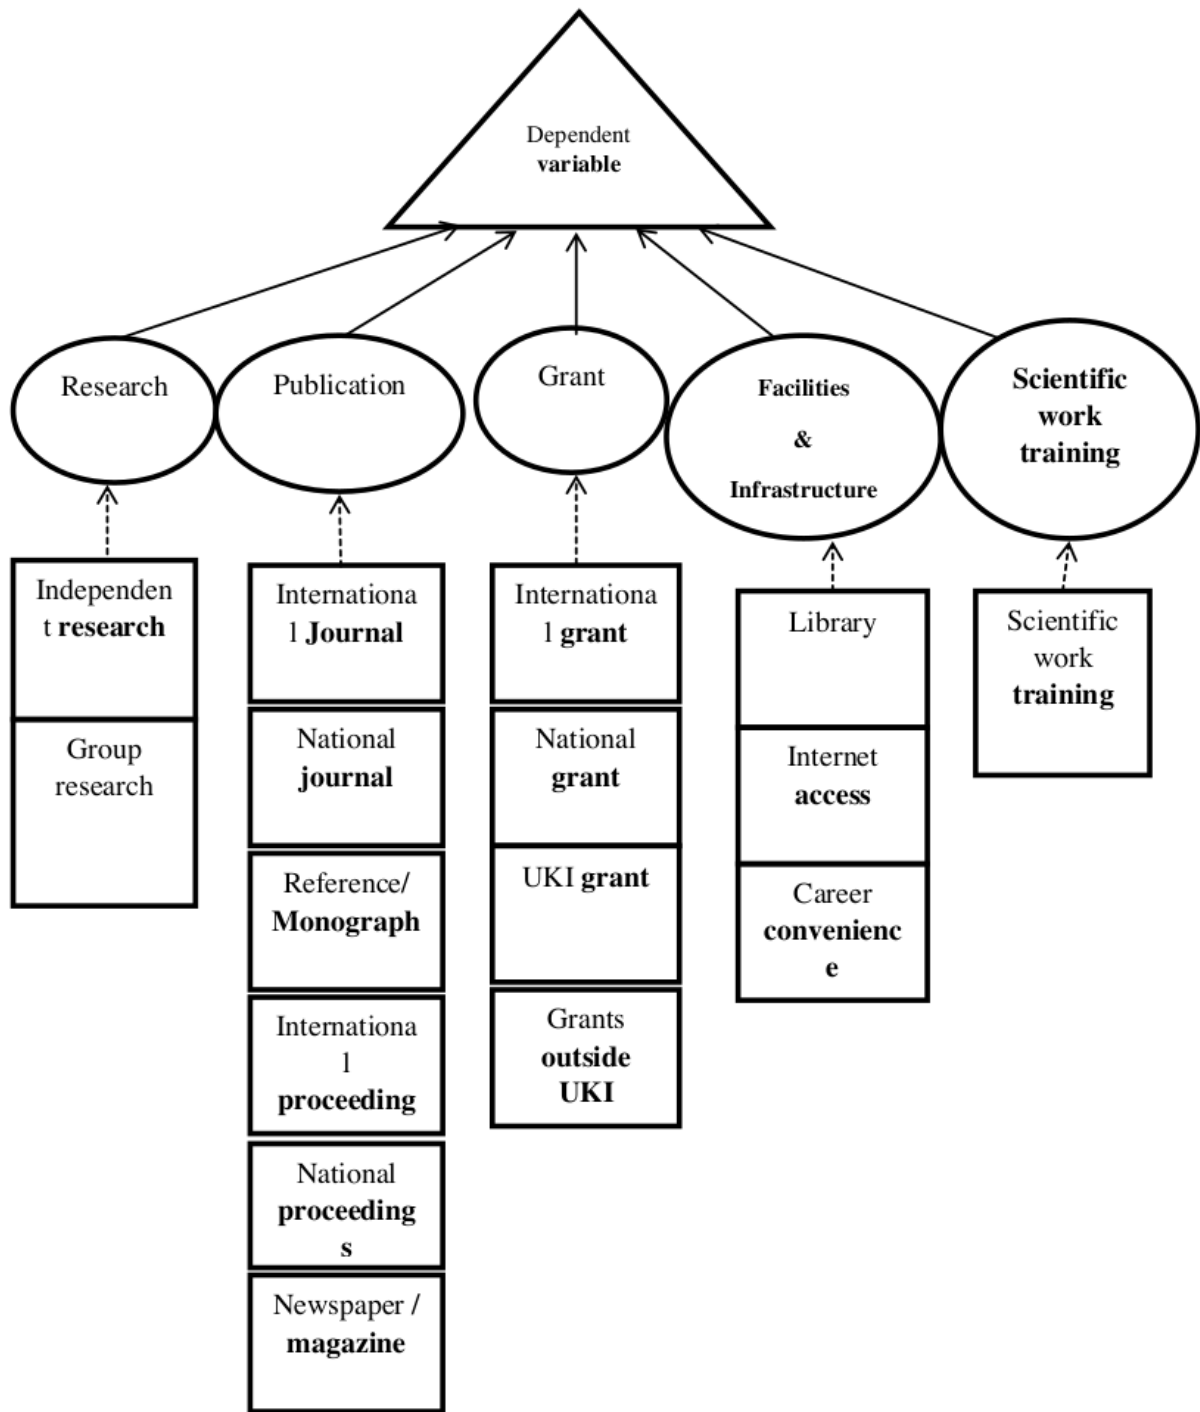 Dependent
variable
Research
Publication
Grant
Facilities
&
Infrastructure
Scientific
work
training
Independen
t research
Group
research
Internationa
l Journal
National
journal
Reference/
Monograph
Internationa
l
proceeding
National
proceeding
s
Newspaper /
magazine
Internationa
l grant
National
grant
UKI grant
Grants
outside
UKI
Library
Internet
access
Career
convenienc
e
Scientific
work
training